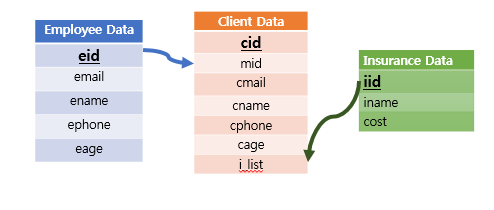 Employee Data
eid
email
ename
ephone
eage
Client Data
cid
mid
cmail
cname
cphone
cage
i_list
Insurance Data
iid
iname
cost